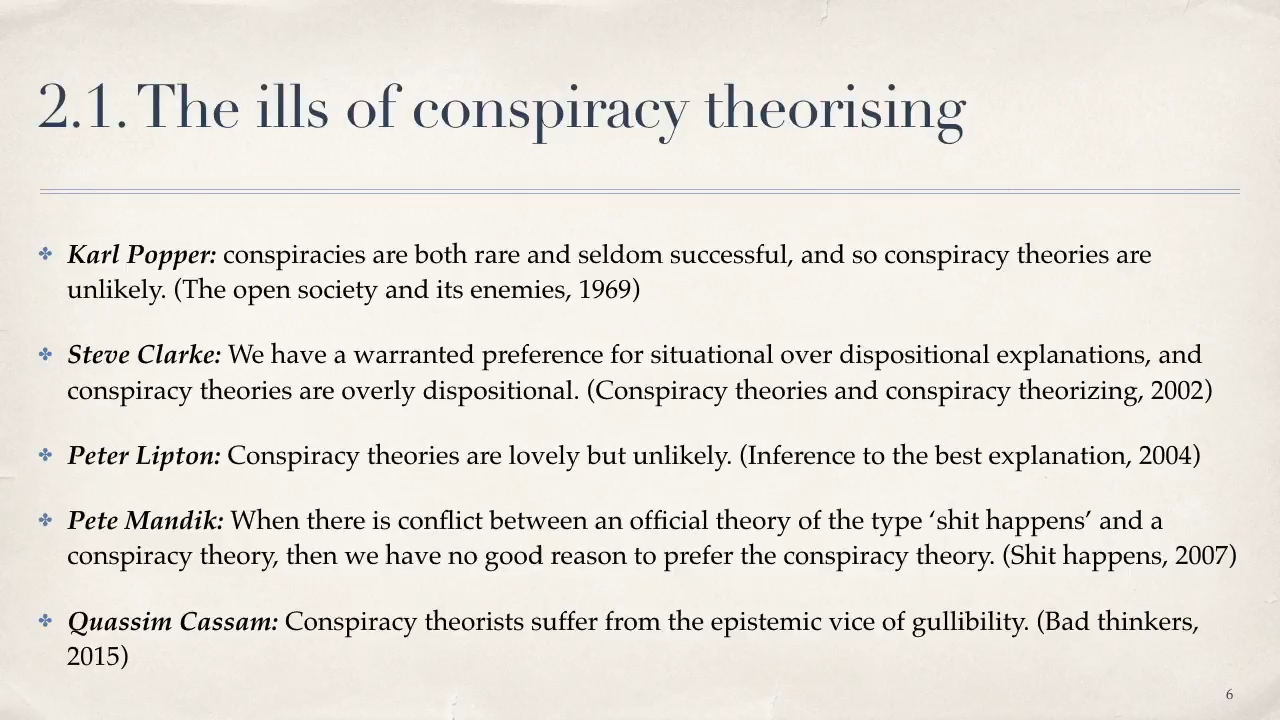 2.1. The ills of conspiracy theorising
✤ Karl Popper: conspiracies are both rare and seldom successful, and so conspiracy theories are
unlikely. (The open society and its enemies, 1969)
✤ Steve Clarke: We have a warranted preference for situational over dispositional explanations, and
conspiracy theories are overly dispositional. (Conspiracy theories and conspiracy theorizing, 2002)
✤ Peter Lipton: Conspiracy theories are lovely but unlikely. (Inference to the best explanation, 2004)
✤ Pete Mandik: When there is conflict between an official theory of the type ‘shit happens’ and a
conspiracy theory, then we have no good reason to prefer the conspiracy theory. (Shit happens, 2007)
✤ Quassim Cassam: Conspiracy theorists suffer from the epistemic vice of gullibility. (Bad thinkers,
2015)
6